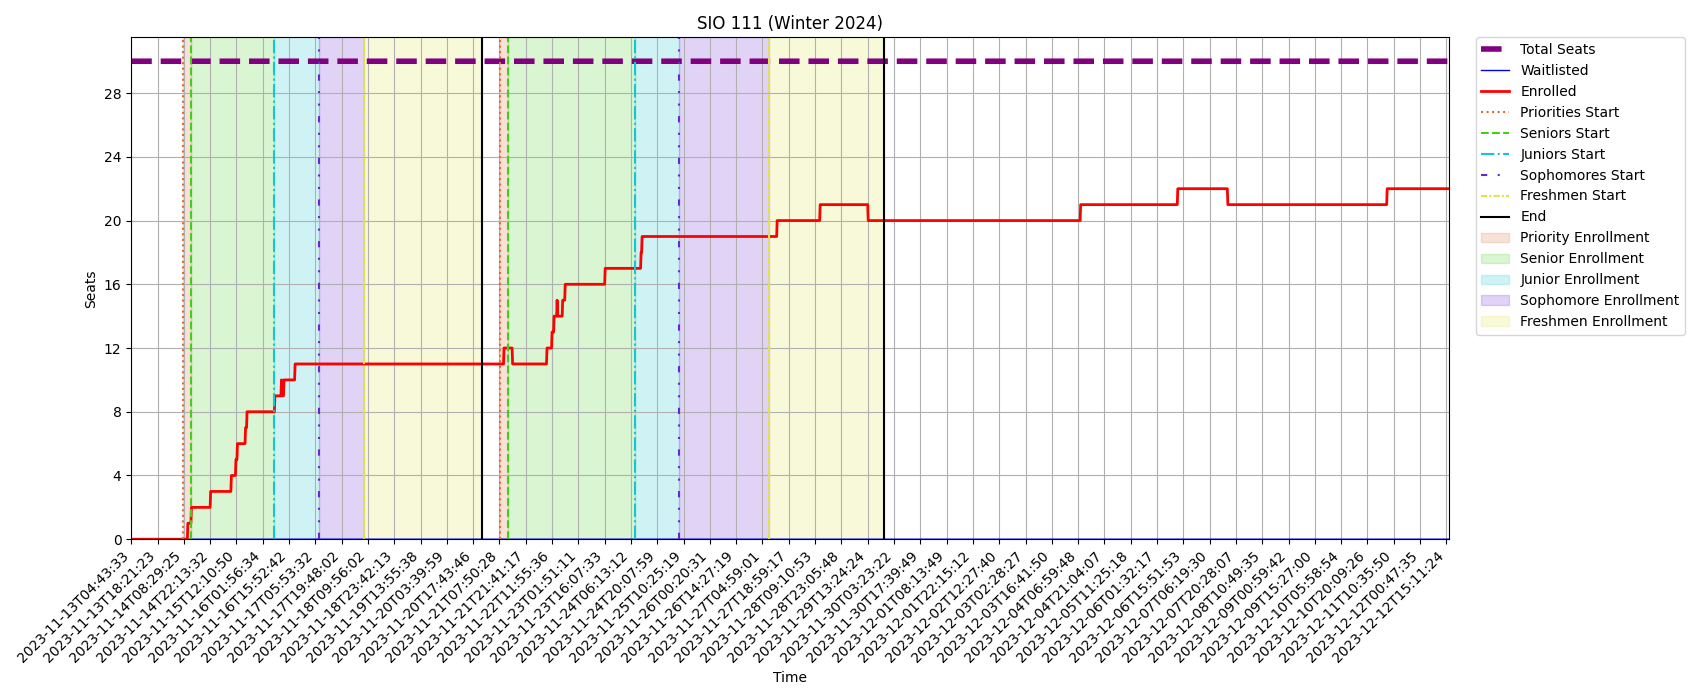 SIO 111 (Winter 2024)
Seats
28
24
20
16
12
8
4
0
2023-11-13T04:43:33
2023-11-13T18:21:23
2023-11-14T08:29:25
2023-11-14T22:13:32
2023-11-15T12:10:50
2023-11-16T01:56:34
2023-11-16T15:52:42
2023-11-17T05:53:32
2023-11-17T19:48:02
2023-11-18T09:56:02
2023-11-18T23:42:13
2023-11-19T13:55:38
2023-11-20T03:39:59
2023-11-20T17:43:46
2023-11-21T07:50:28
2023-11-21T21:41:17
2023-11-22T11:55:36
2023-11-23T01:51:11
2023-11-23T16:07:33
2023-11-24T06:13:12
2023-11-24T20:07:59
2023-11-25T10:25:19
2023-11-26T00:20:31
2023-11-26T14:27:19
2023-11-27T04:59:01
2023-11-27T18:59:17
2023-11-28T09:10:53
2023-11-28T23:05:48
2023-11-29T13:24:24
2023-11-30T03:23:22
2023-11-30T17:39:49
2023-12-01T08:13:49
2023-12-01T22:15:12
2023-12-02T12:27:40
2023-12-03T02:28:27
2023-12-03T16:41:50
2023-12-04T06:59:48
2023-12-04T21:04:07
2023-12-05T11:25:18
2023-12-06T01:32:17
2023-12-06T15:51:53
2023-12-07T06:19:30
2023-12-07T20:28:07
2023-12-08T10:49:35
2023-12-09T00:59:42
2023-12-09T15:27:00
2023-12-10T05:58:54
2023-12-10T20:09:26
2023-12-11T10:35:50
2023-12-12T00:47:35
2023-12-12T15:11:24
Time
Total Seats
Waitlisted
Enrolled
Priorities Start
Seniors Start
Juniors Start
Sophomores Start
Freshmen Start
End
Priority Enrollment
Senior Enrollment
Junior Enrollment
Sophomore Enrollment
Freshmen Enrollment